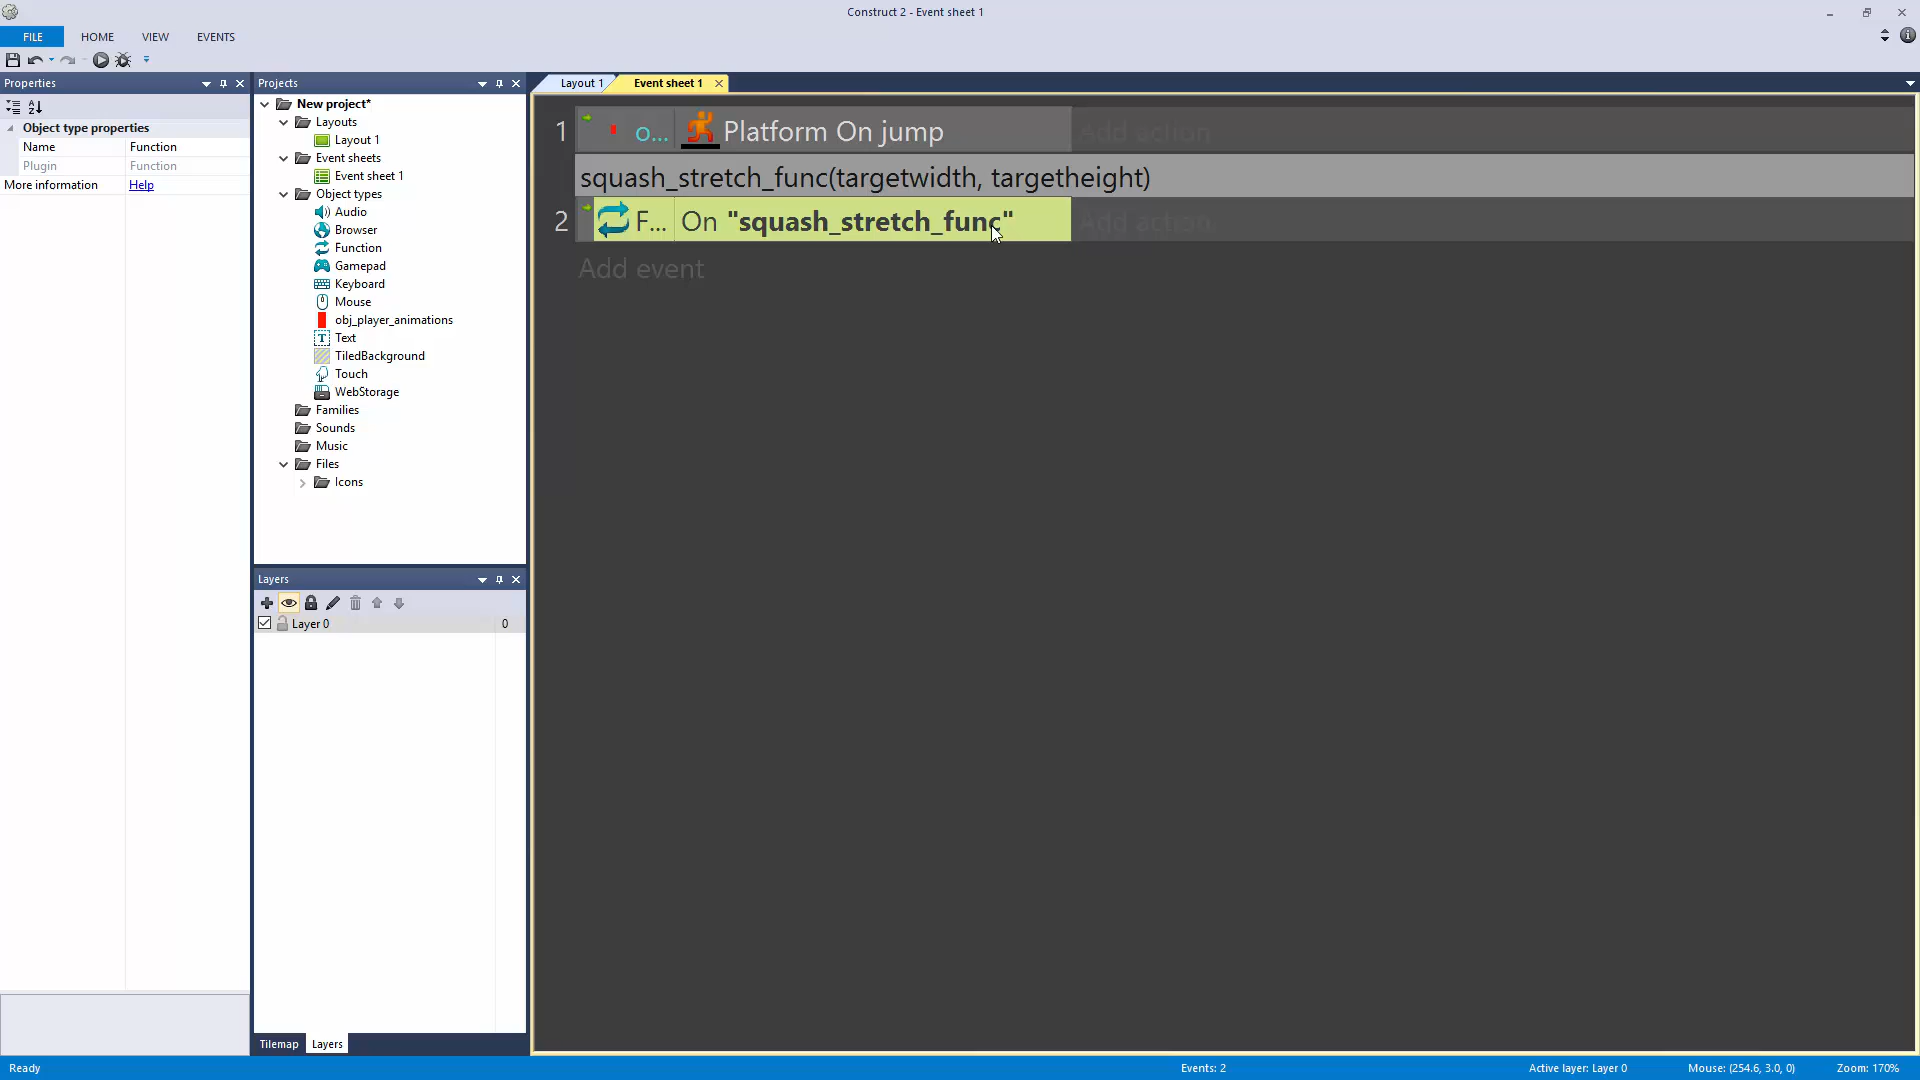 Construct 2 - Event sheet 1
FILE HOME VIEW EVENTS
Properties
Object type properties
Name Function
Plugin Function
More information Help
Projects
New project*
Layouts
Layout 1
Event sheets
Event sheet 1
Object types
Audio
Browser
Function
Gamepad
Keyboard
Mouse
obj_player_animations
Text
TiledBackground
Touch
WebStorage
Families
Sounds
Music
Files
Icons
Layers
Layer 0 0
Tilemap Layers
Layout 1 Event sheet 1
1 o... Platform On jump Add action
squash_stretch_func(targetwidth, targetheight)
2 F... On "squash_stretch_func" Add action
Add event
Ready Events: 2 Active layer: Layer 0 Mouse: (254.6, 3.0, 0) Zoom: 170%